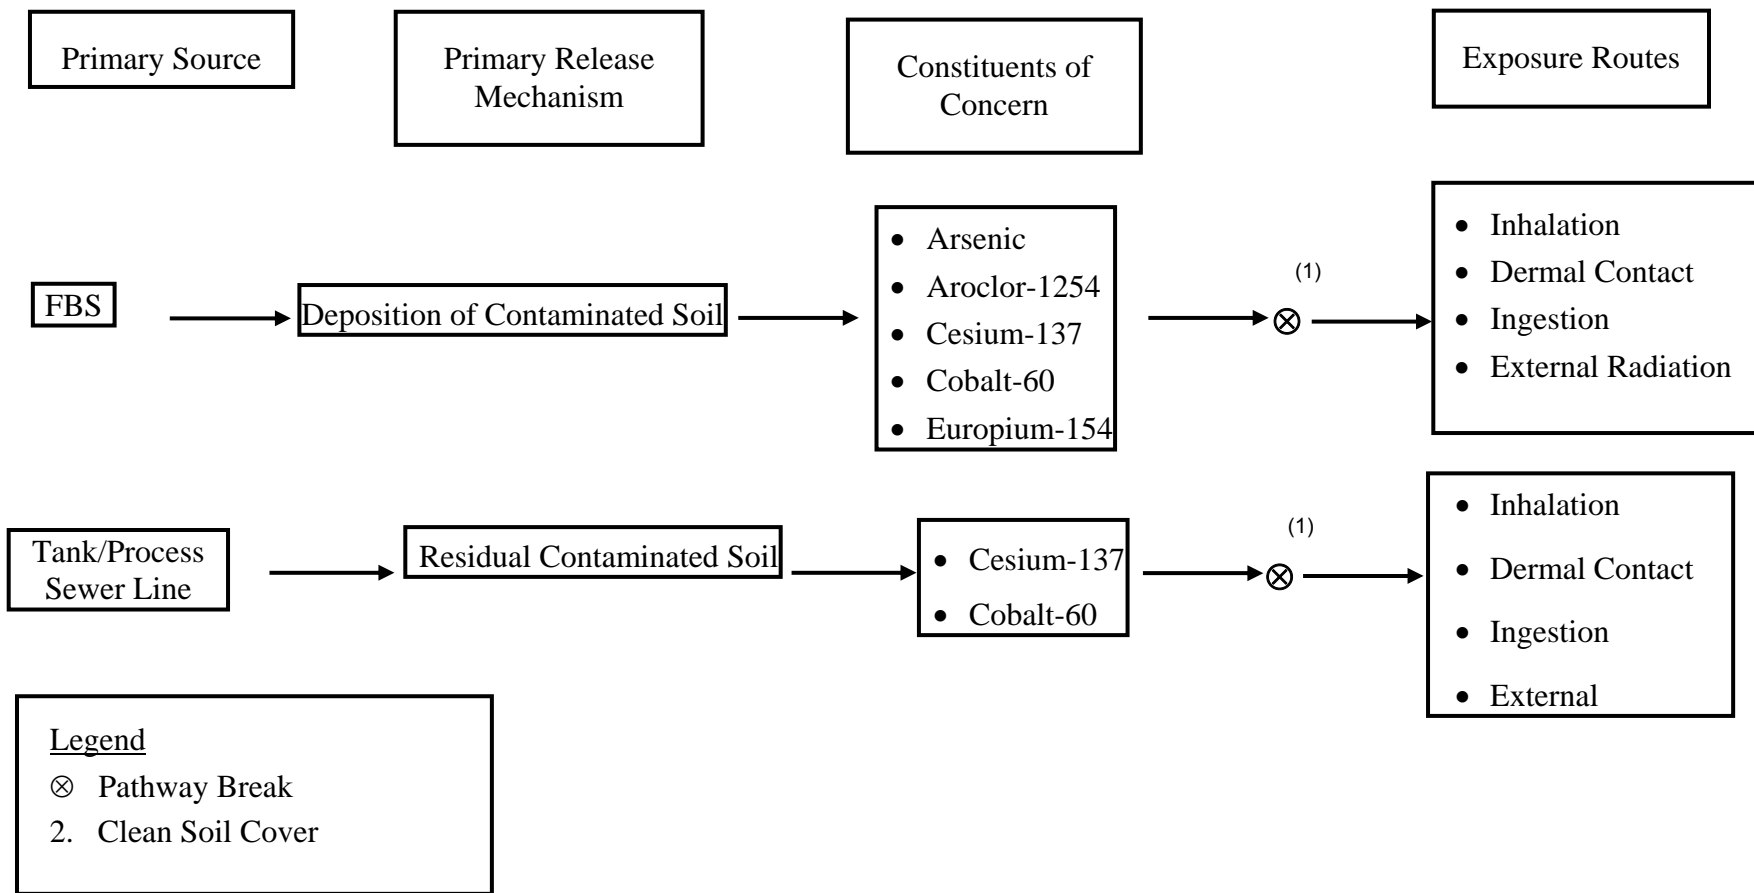 Primary Source
Primary Release
Mechanism
Constituents of
Concern
Exposure Routes
FBS
Deposition of Contaminated Soil
• Arsenic
• Aroclor-1254
• Cesium-137
• Cobalt-60
• Europium-154
(1)
⊗
• Inhalation
• Dermal Contact
• Ingestion
• External Radiation
Tank/Process
Sewer Line
Residual Contaminated Soil
• Cesium-137
• Cobalt-60
(1)
⊗
• Inhalation
• Dermal Contact
• Ingestion
• External
Legend
⊗ Pathway Break
2. Clean Soil Cover